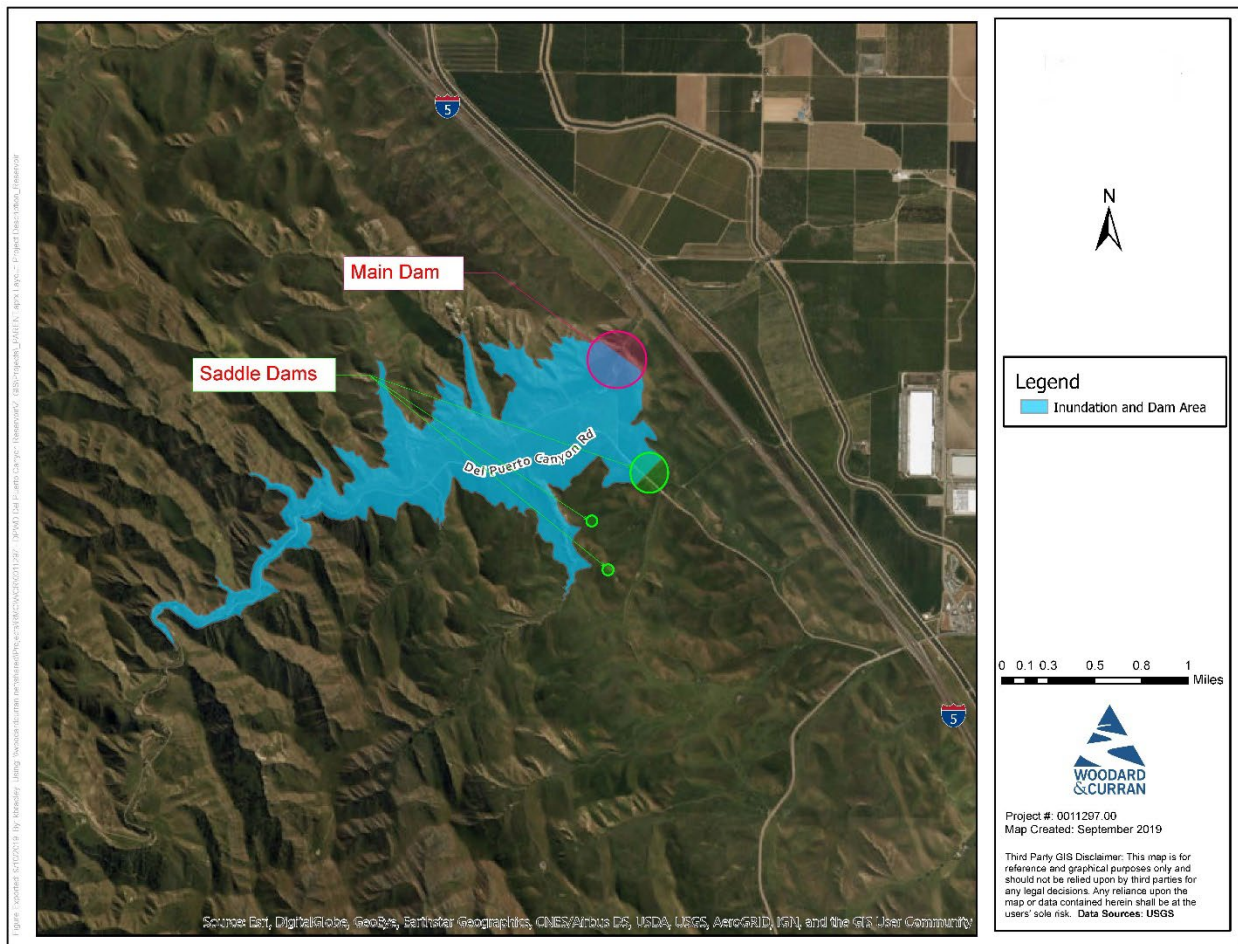 5
Main Dam
Saddle Dams
Del Puerto Canyon Rd
5
Source: Esri, DigitalGlobe, GeoEye, Earthstar Geographics, CNES/Airbus DS, USDA, USGS, AeroGRID, IGN, and the GIS User Community
N
Legend
Inundation and Dam Area
0 0.1 0.3 0.5 0.8 1
Miles
WOODARD
&CURRAN
Project #: 0011297.00
Map Created: September 2019
Third Party GIS Disclaimer: This map is for
reference and graphical purposes only and
should not be relied upon by third parties for
any legal decisions. Any reliance upon the
map or data contained herein shall be at the
users' sole risk. Data Sources: USGS